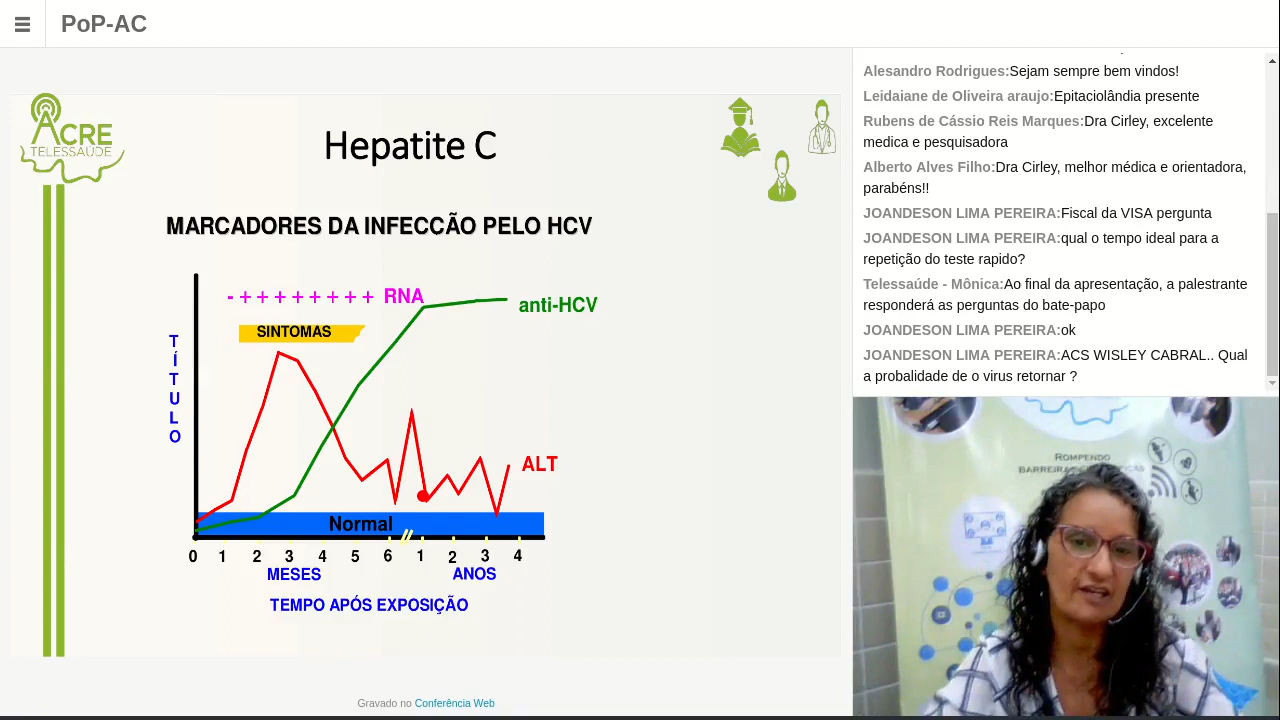 PoP-AC
ACRE
TELESSAÚDE
Hepatite C
MARCADORES DA INFECCÃO PELO HCV
- + + + + + + + + RNA
anti-HCV
SINTOMAS
TÍTULO
ALT
Normal
0 1 2 3 4 5 6 1 2 3 4
MESES ANOS
TEMPO APÓS EXPOSIÇÃO
Gravado no Conferência Web
Alesandro Rodrigues:Sejam sempre bem vindos!
Leidaiane de Oliveira araujo:Epitaciolândia presente
Rubens de Cássio Reis Marques:Dra Cirley, excelente
medica e pesquisadora
Alberto Alves Filho:Dra Cirley, melhor médica e orientadora,
parabéns!!
JOANDESON LIMA PEREIRA:Fiscal da VISA pergunta
JOANDESON LIMA PEREIRA:qual o tempo ideal para a
repetição do teste rapido?
Telessaúde - Mônica:Ao final da apresentação, a palestrante
responderá as perguntas do bate-papo
JOANDESON LIMA PEREIRA:ok
JOANDESON LIMA PEREIRA:ACS WISLEY CABRAL.. Qual
a probalidade de o virus retornar ?
ROMPENDO